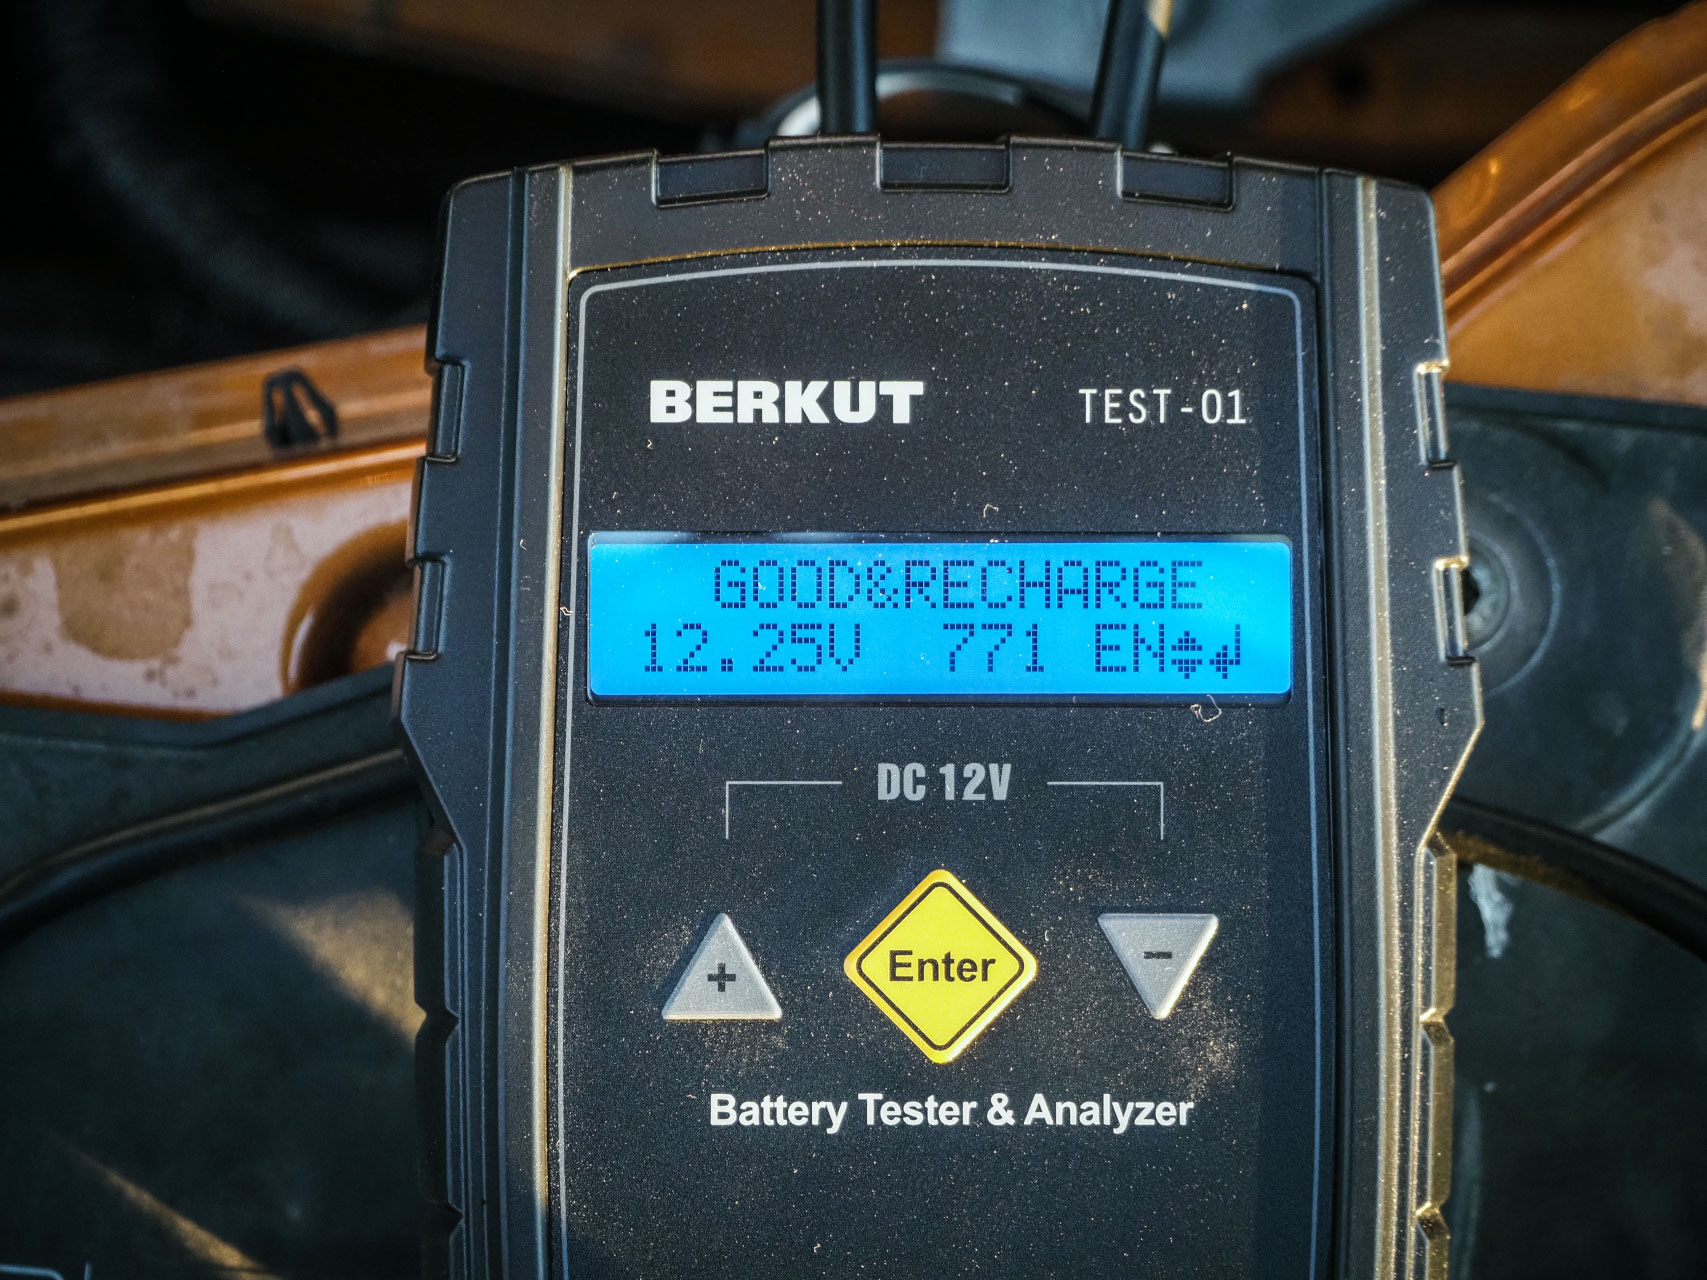 BERKUT TEST-01
GOOD&RECHARGE
12.25V 771 EN
DC 12V
+ Enter -
Battery Tester & Analyzer